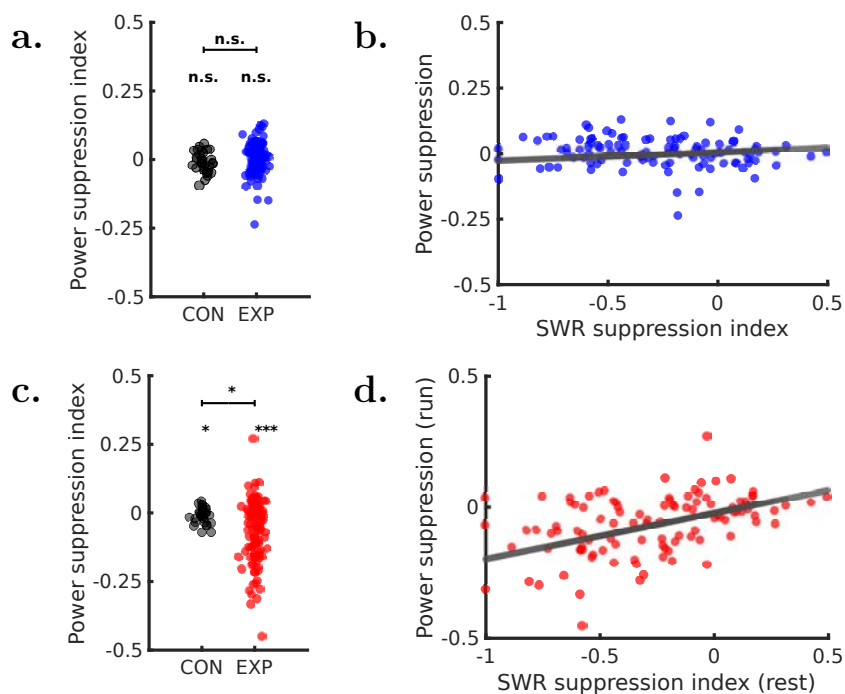 a.
Power suppression index
0.5
0.25
0
-0.25
-0.5
n.s.
n.s. n.s.
CON EXP
b.
Power suppression
0.5
0.25
0
-0.25
-0.5
-1 -0.5 0 0.5
SWR suppression index
c.
Power suppression index
0.5
0.25
0
-0.25
-0.5
*
* ***
CON EXP
d.
Power suppression (run)
0.5
0
-0.5
-1 -0.5 0 0.5
SWR suppression index (rest)